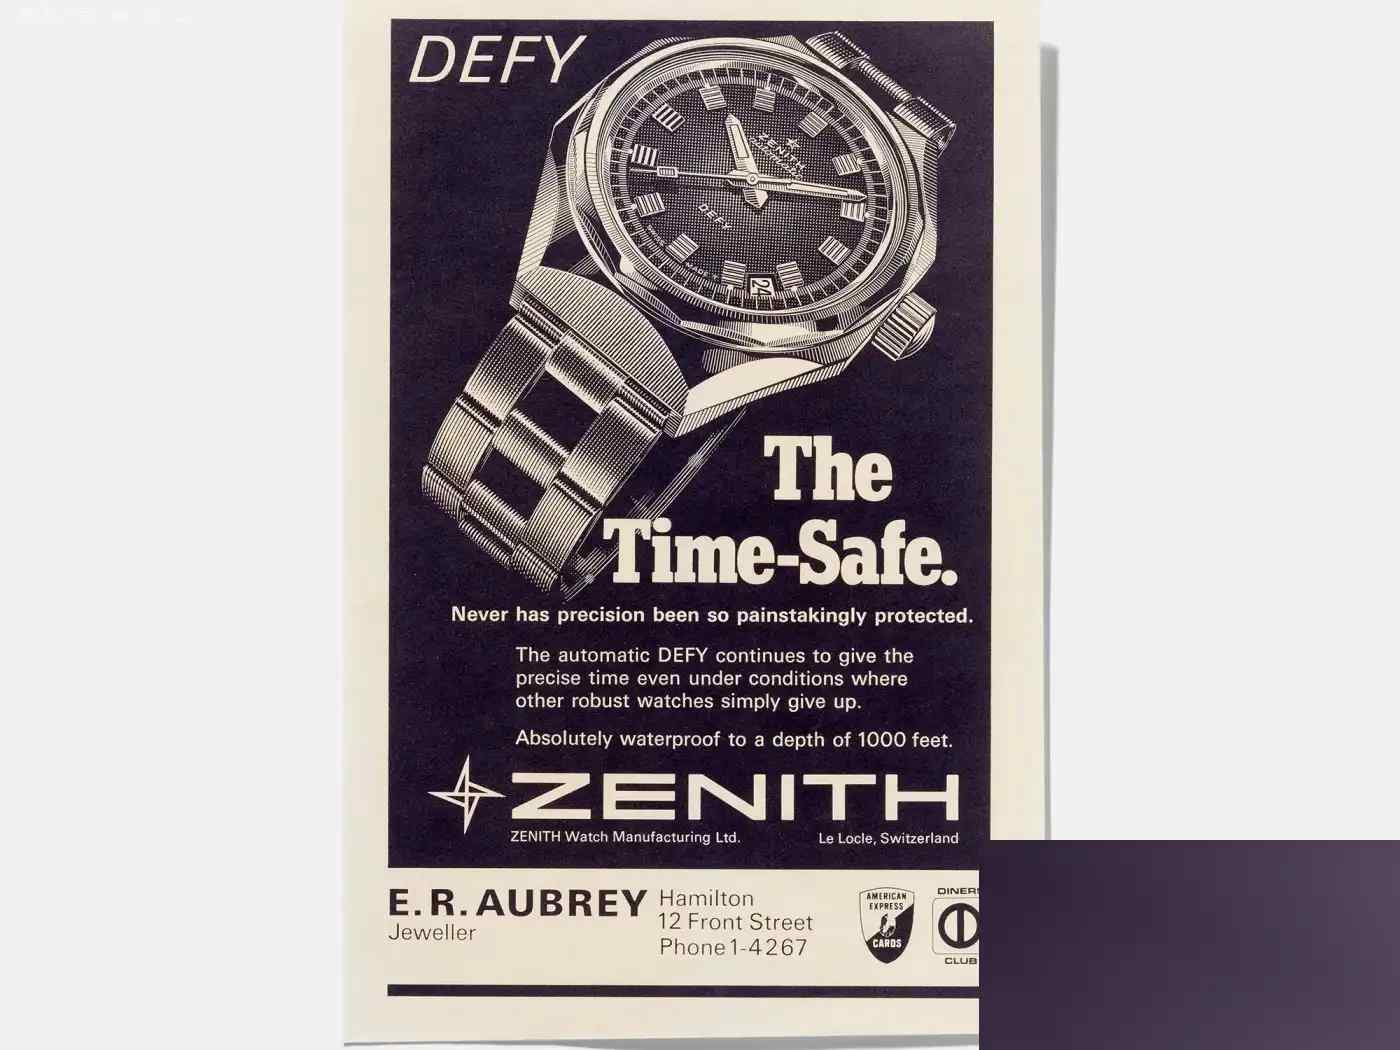 DEFY
ZENITH
DEFY
24
The
Time-Safe.
Never has precision been so painstakingly protected.
The automatic DEFY continues to give the
precise time even under conditions where
other robust watches simply give up.
Absolutely waterproof to a depth of 1000 feet.
ZENITH
ZENITH Watch Manufacturing Ltd. Le Locle, Switzerland
E. R. AUBREY
Jeweller
Hamilton
12 Front Street
Phone 1-4267
AMERICAN
EXPRESS
CARDS
DINERS
CLUB